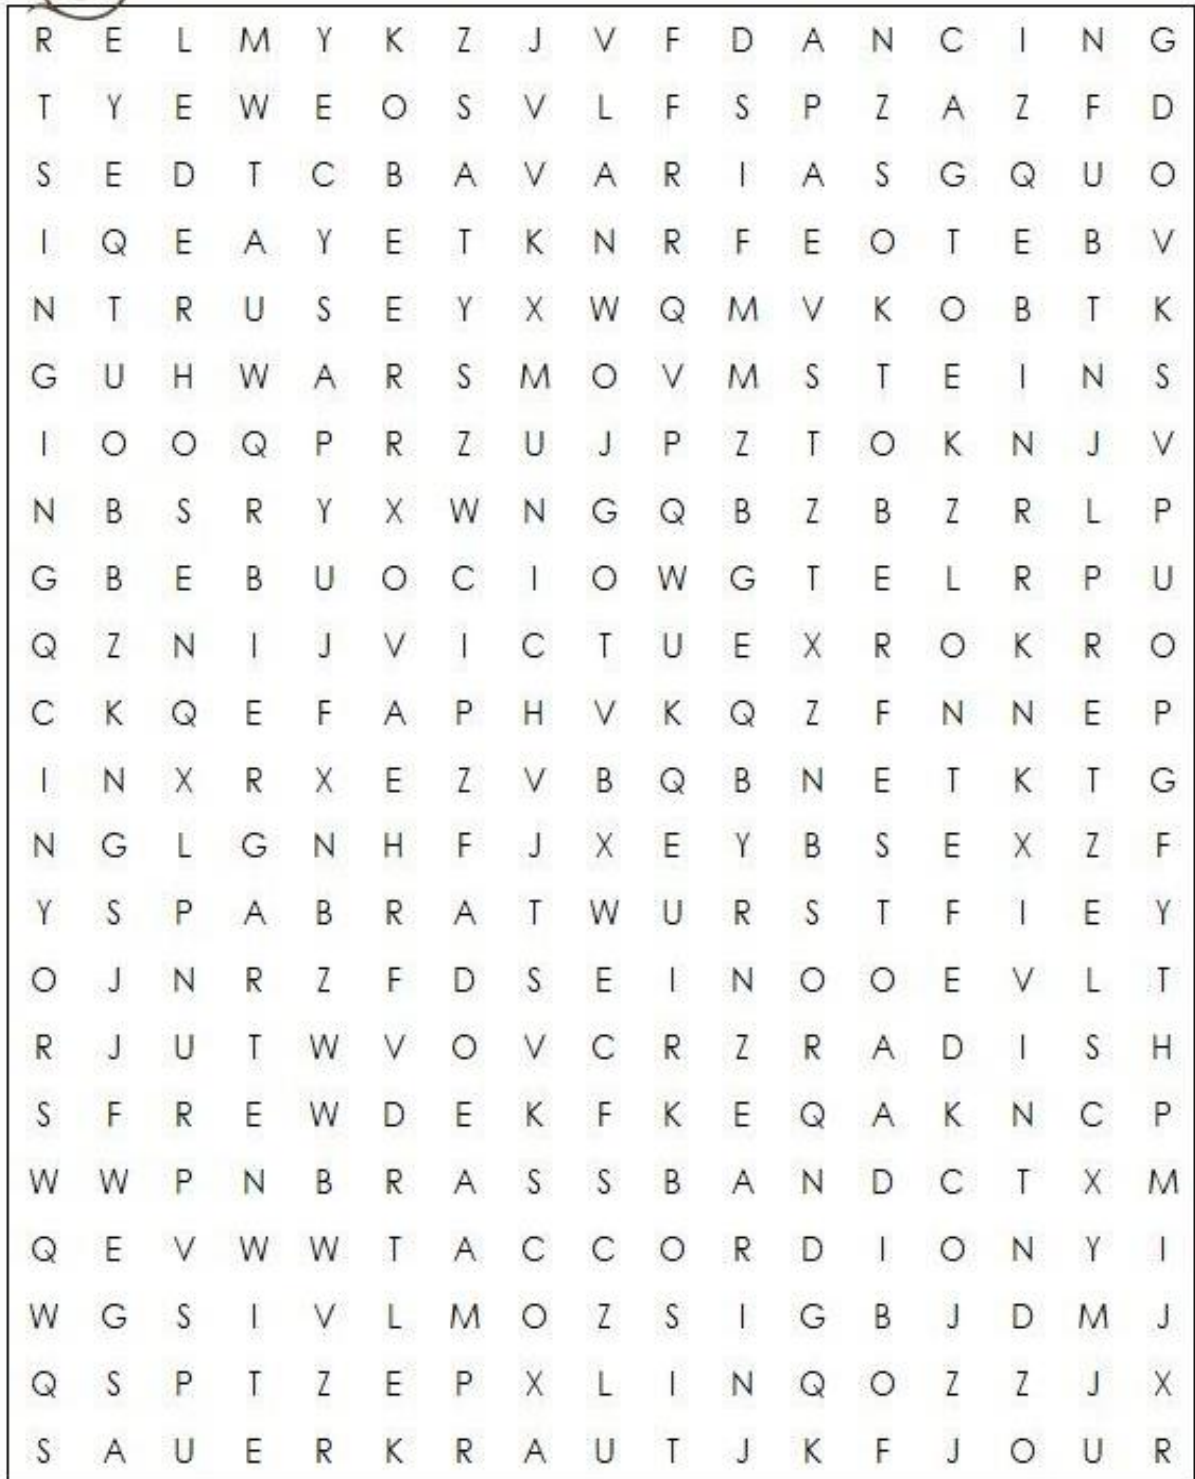 R E L M Y K Z J V F D A N C I N G
T Y E W E O S V L F S P Z A Z F D
S E D T C B A V A R I A S G Q U O
I Q E A Y E T K N R F E O T E B V
N T R U S E Y X W Q M V K O B T K
G U H W A R S M O V M S T E I N S
I O O Q P R Z U J P Z T O K N J V
N B S R Y X W N G Q B Z B Z R L P
G B E B U O C I O W G T E L R P U
Q Z N I J V I C T U E X R O K R O
C K Q E F A P H V K Q Z F N N E P
I N X R X E Z V B Q B N E T K T G
N G L G N H F J X E Y B S E X Z F
Y S P A B R A T W U R S T F I E Y
O J N R Z F D S E I N O O E V L T
R J U T W V O V C R Z R A D I S H
S F R E W D E K F K E Q A K N C P
W W P N B R A S S B A N D C T X M
Q E V W W T A C C O R D I O N Y I
W G S I V L M O Z S I G B J D M J
Q S P T Z E P X L I N Q O Z Z J X
S A U E R K R A U T J K F J O U R